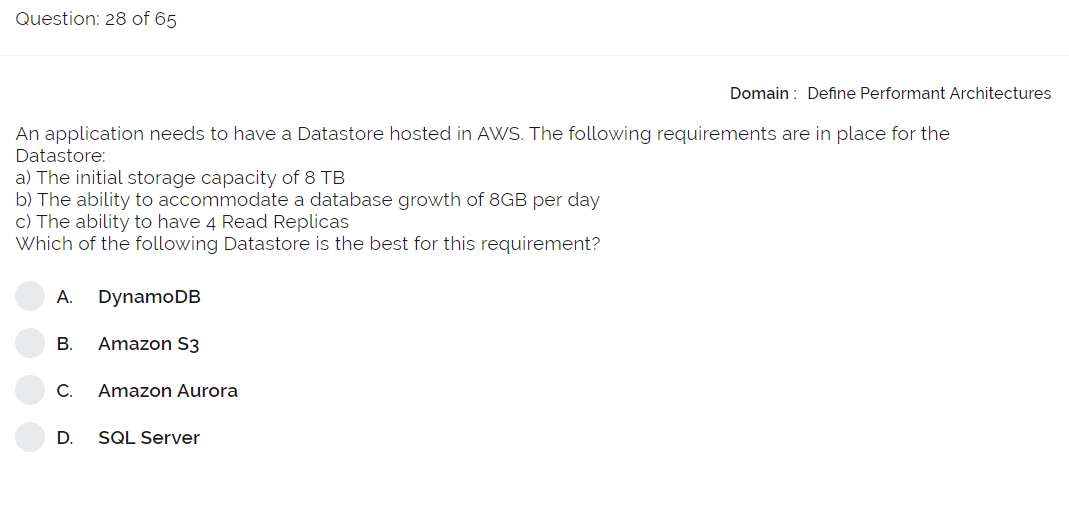 Question: 28 of 65
Domain : Define Performant Architectures
An application needs to have a Datastore hosted in AWS. The following requirements are in place for the
Datastore:
a) The initial storage capacity of 8 TB
b) The ability to accommodate a database growth of 8GB per day
c) The ability to have 4 Read Replicas
Which of the following Datastore is the best for this requirement?
A. DynamoDB
B. Amazon S3
C. Amazon Aurora
D. SQL Server